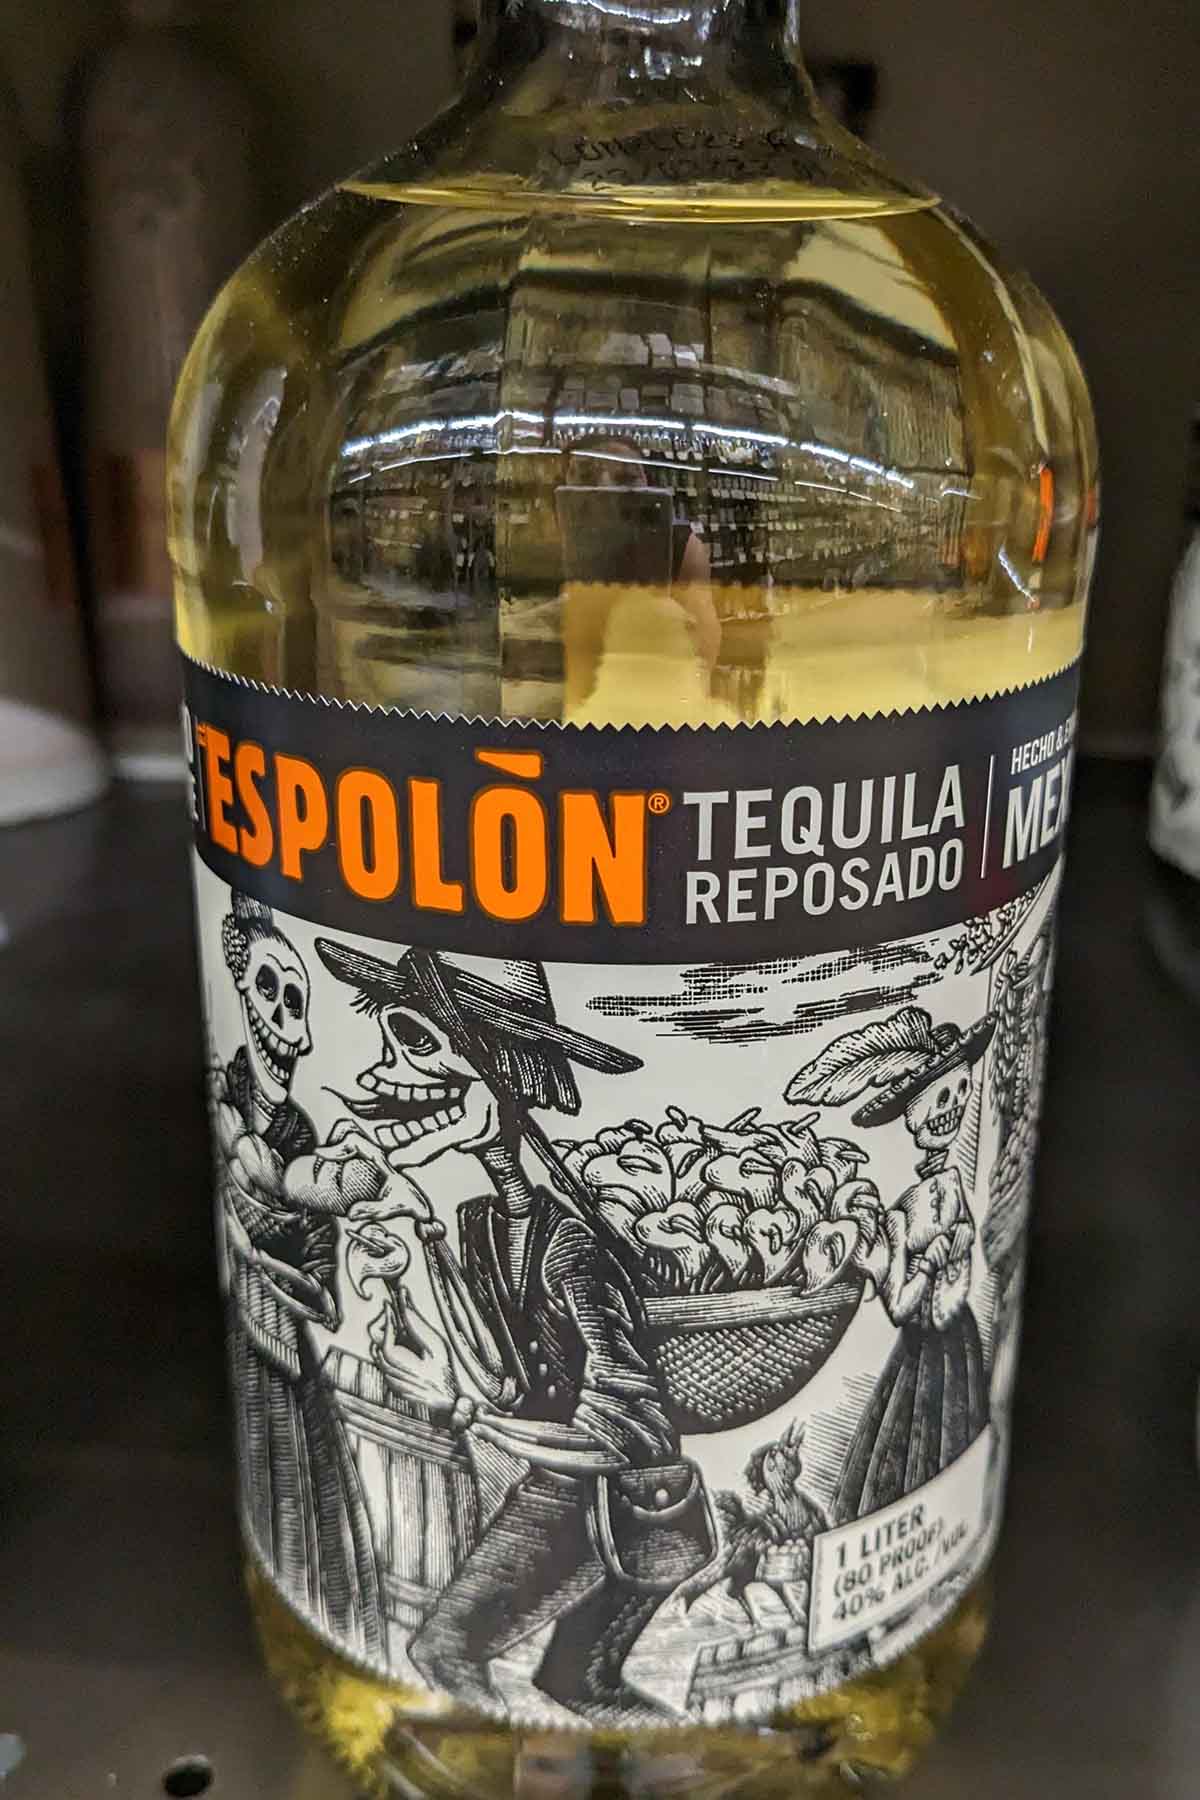 ESPOLÒN®
TEQUILA
REPOSADO
HECHO &
MEX
1 LITER
(80 PROOF)
40% ALC. /VOL